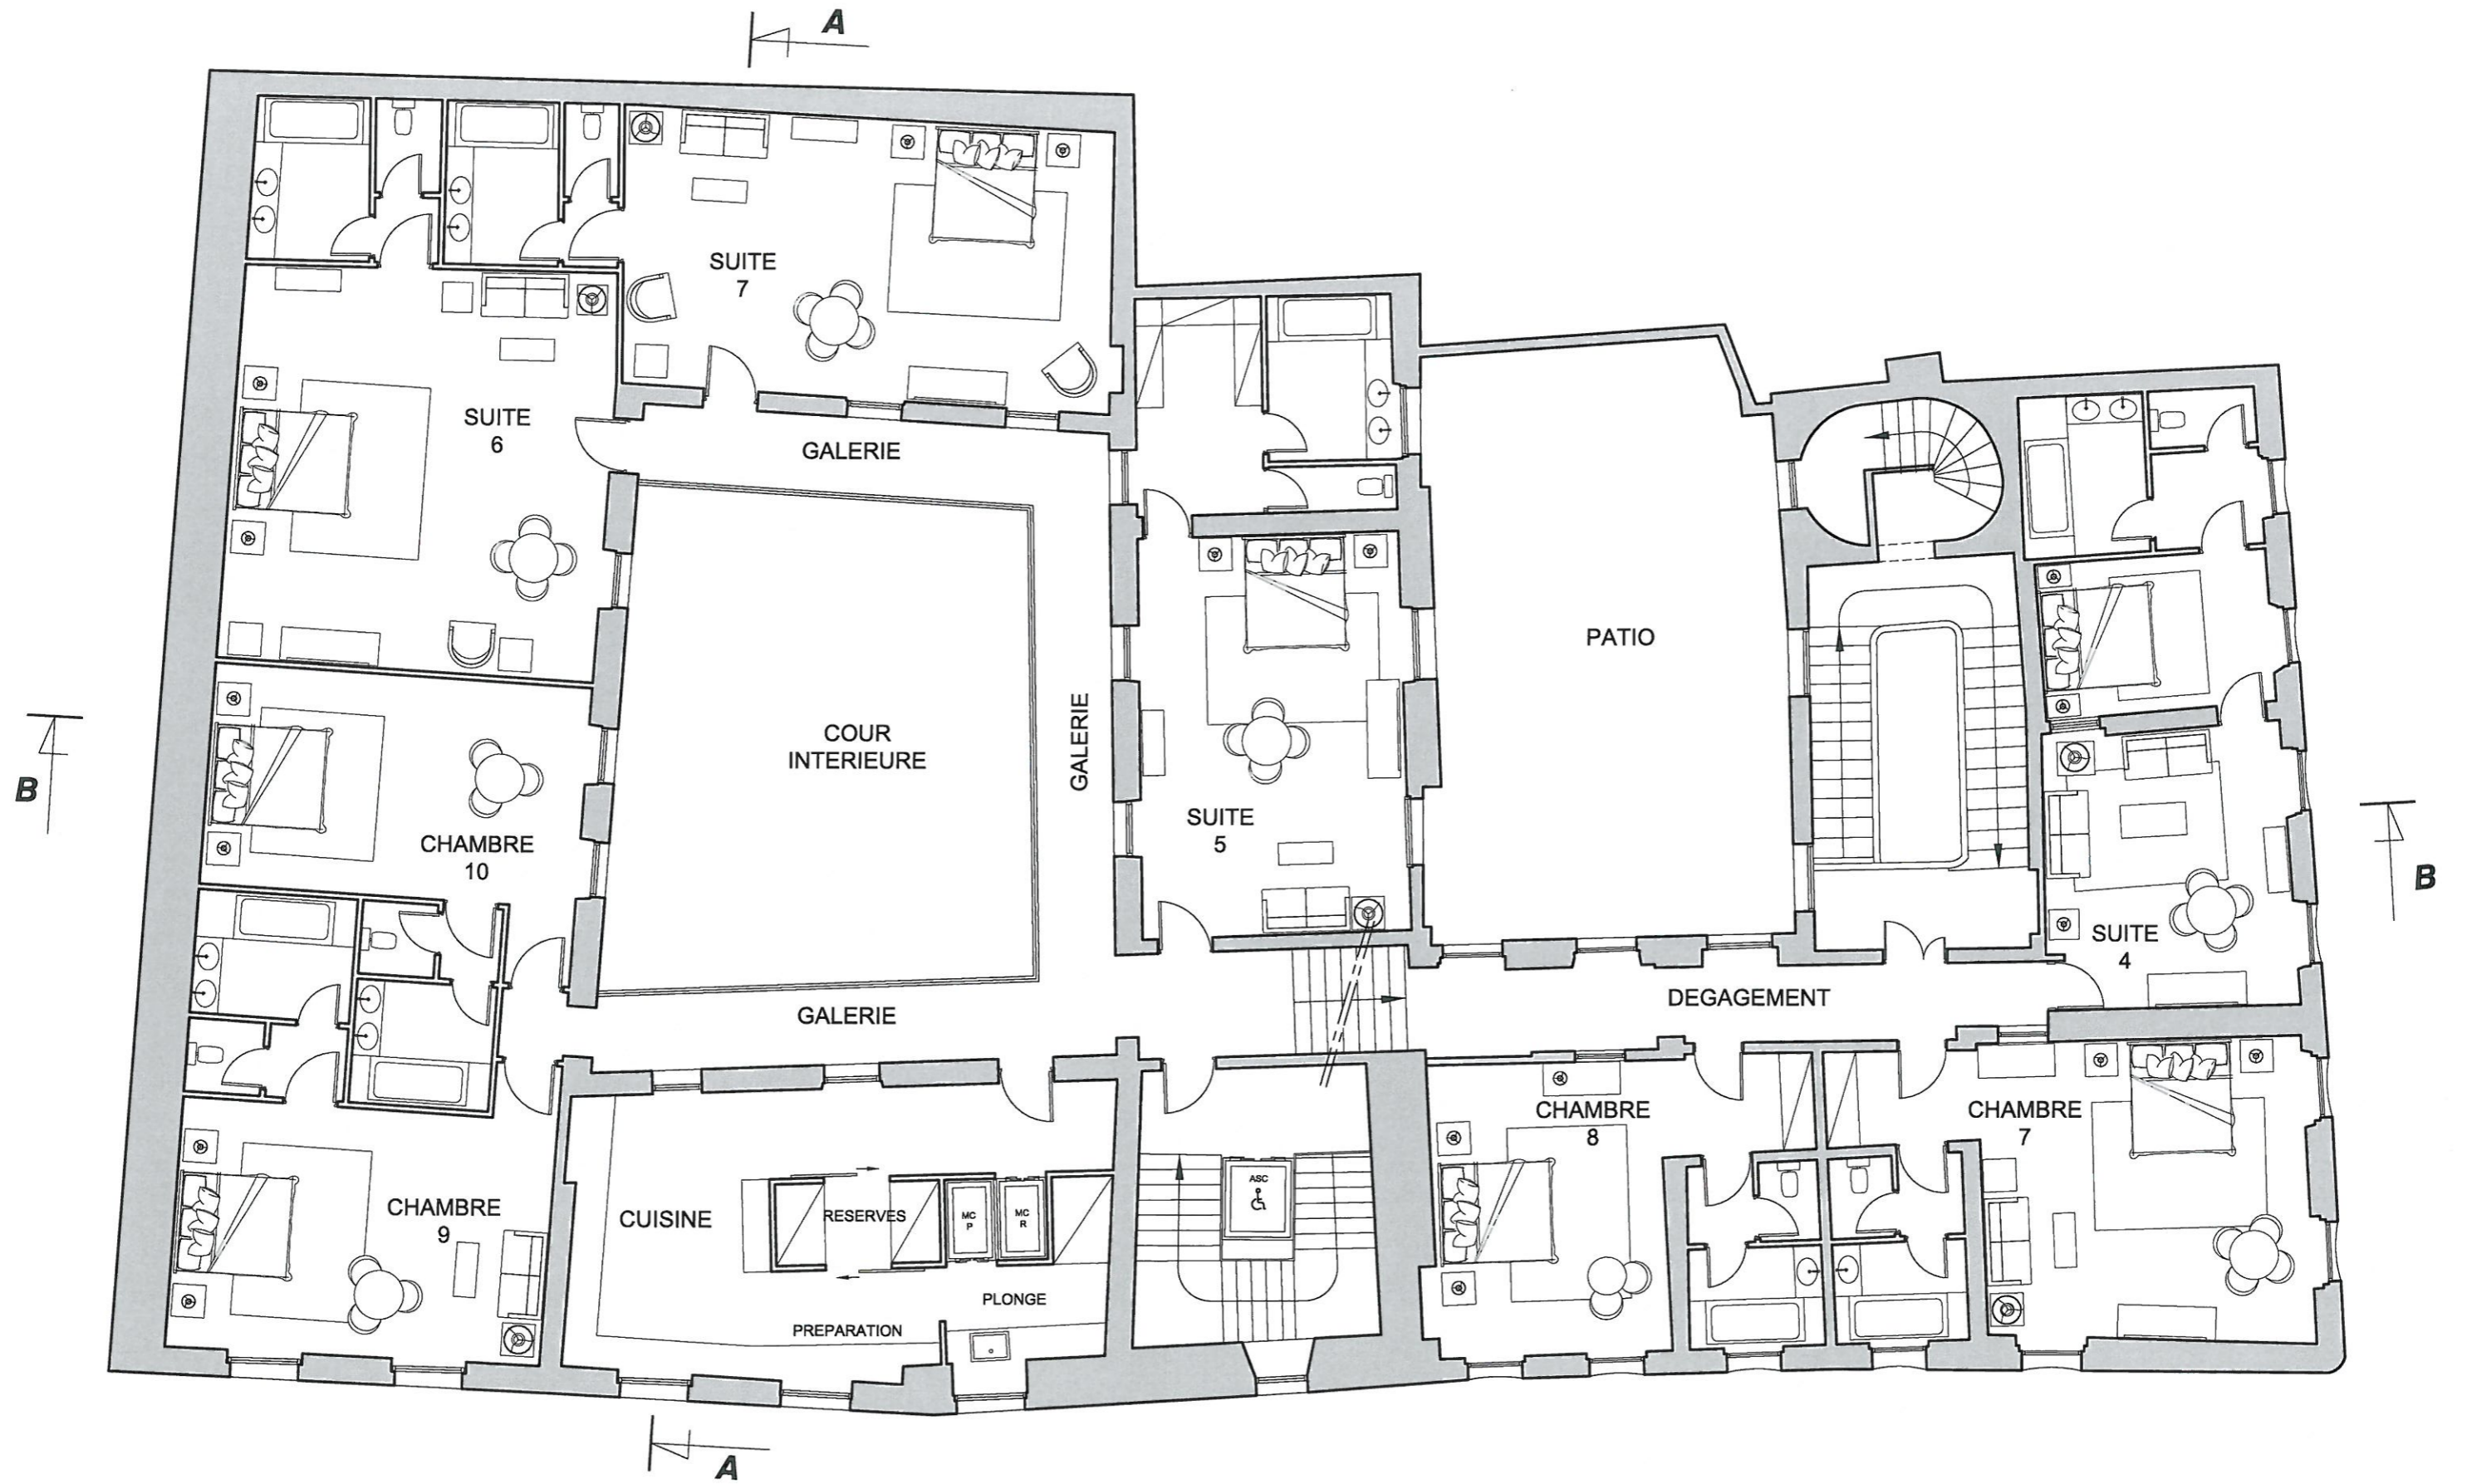 A
SUITE
7
SUITE
6
GALERIE
PATIO
COUR
INTERIEURE
GALERIE
B
SUITE
5
CHAMBRE
10
B
SUITE
4
GALERIE
DEGAGEMENT
CHAMBRE
8
CHAMBRE
7
CHAMBRE
9
CUISINE
RESERVES
MC
P
MC
R
ASC
PLONGE
PREPARATION
A